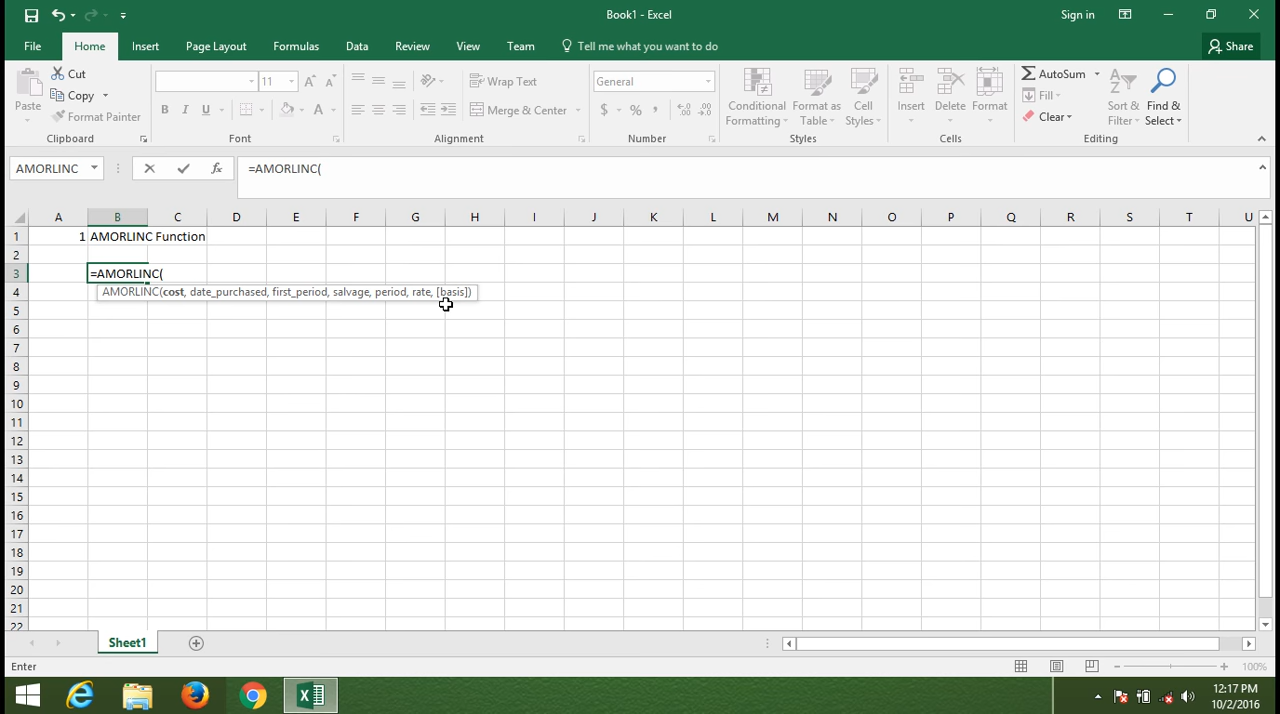 Book1 - Excel
Sign in
File Home Insert Page Layout Formulas Data Review View Team Tell me what you want to do Share
Paste
Cut
Copy
Format Painter
Clipboard
11 A A
B I U A
Font
Wrap Text
Merge & Center
Alignment
General
$ % ,
Number
Conditional Formatting
Format as Table
Cell Styles
Styles
Insert
Delete
Format
Cells
AutoSum
Fill
Clear
Sort & Filter
Find & Select
Editing
AMORLINC fx =AMORLINC(
A B C D E F G H I J K L M N O P Q R S T U
1 1 AMORLINC Function
2
3 =AMORLINC(
4 AMORLINC(cost, date_purchased, first_period, salvage, period, rate, [basis])
5
6
7
8
9
10
11
12
13
14
15
16
17
18
19
20
21
22
Sheet1
Enter
100%
12:17 PM
10/2/2016